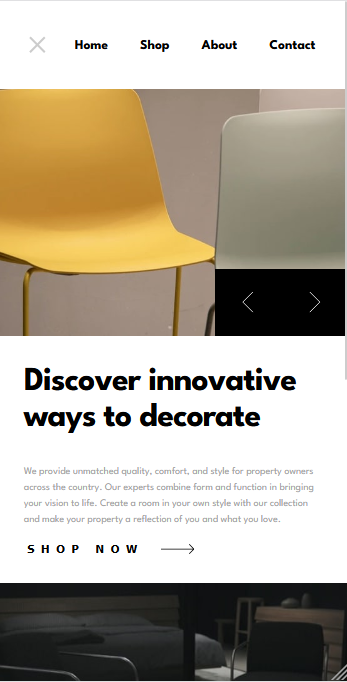 Home Shop About Contact
Discover innovative
ways to decorate
We provide unmatched quality, comfort, and style for property owners
across the country. Our experts combine form and function in bringing
your vision to life. Create a room in your own style with our collection
and make your property a reflection of you and what you love.
SHOP NOW